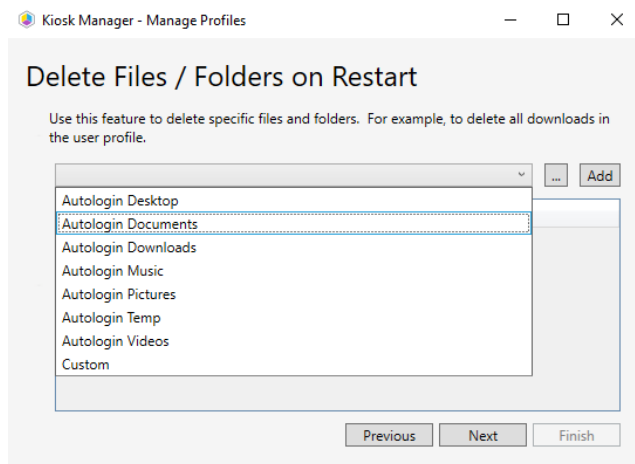 Kiosk Manager - Manage Profiles
Delete Files / Folders on Restart
Use this feature to delete specific files and folders.  For example, to delete all downloads in
the user profile.
... Add
Autologin Desktop
Autologin Documents
Autologin Downloads
Autologin Music
Autologin Pictures
Autologin Temp
Autologin Videos
Custom
Previous Next Finish